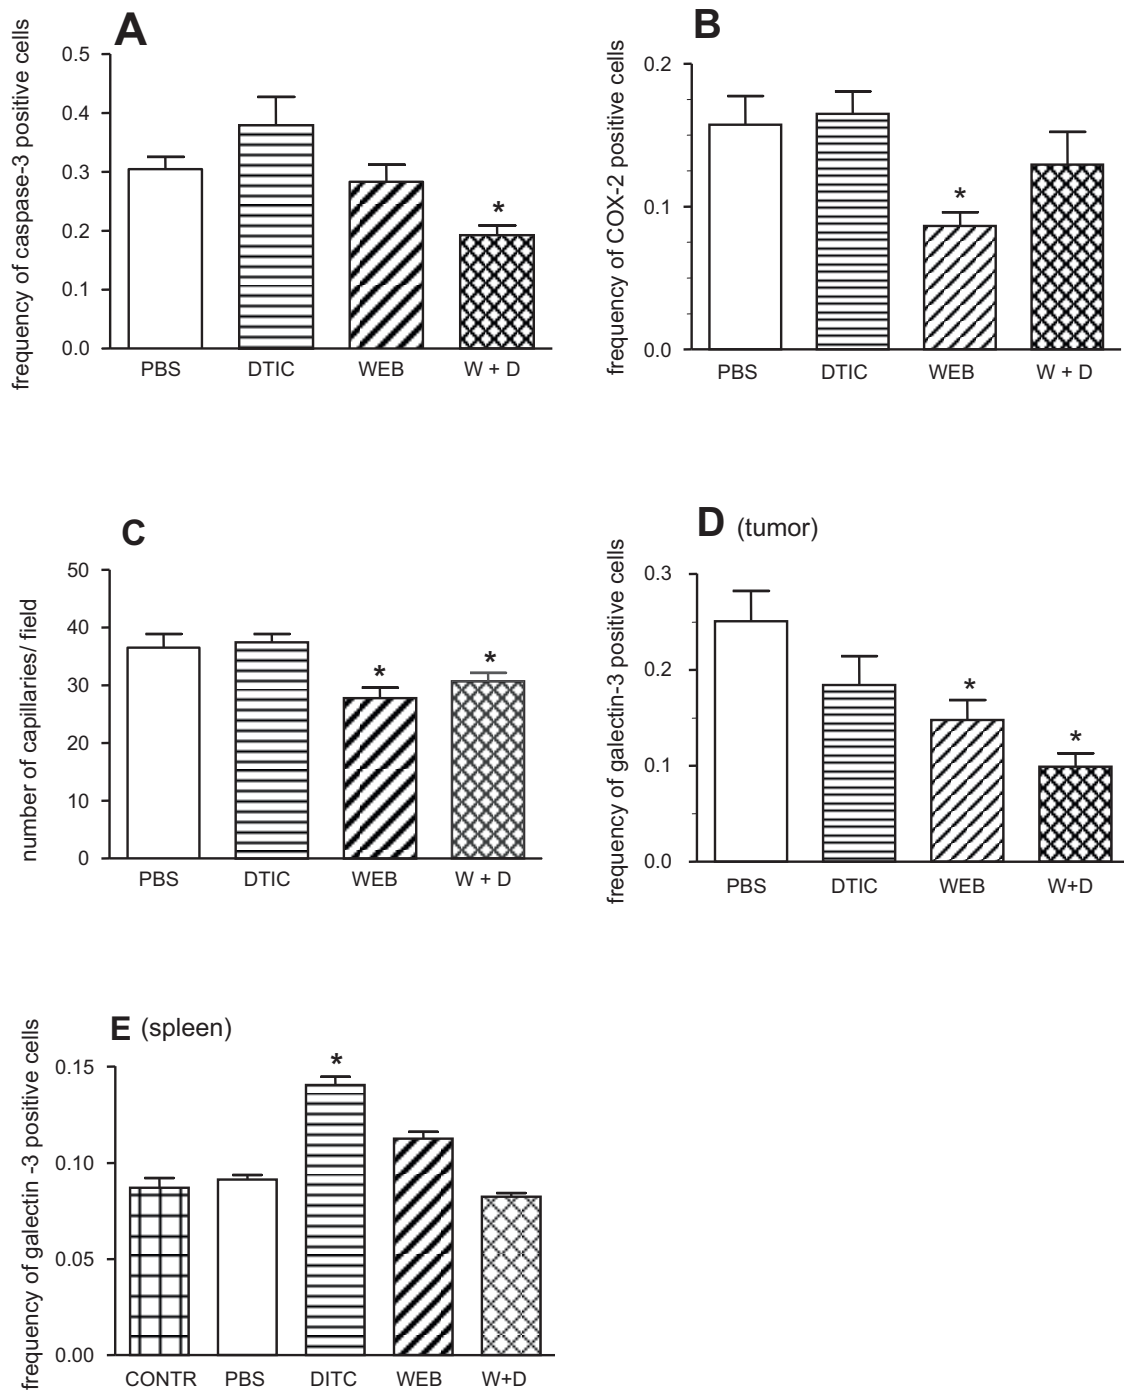 A
frequency of caspase-3 positive cells
0.5
0.4
0.3
0.2
0.1
0.0
*
PBS DTIC WEB W + D
B
frequency of COX-2 positive cells
0.2
0.1
0.0
*
PBS DTIC WEB W + D
C
number of capillaries/ field
50
40
30
20
10
0
* *
PBS DTIC WEB W + D
D (tumor)
frequency of galectin-3 positive cells
0.3
0.2
0.1
0.0
*
*
PBS DTIC WEB W+D
E (spleen)
frequency of galectin -3 positive cells
0.15
0.10
0.05
0.00
*
CONTR PBS DITC WEB W+D